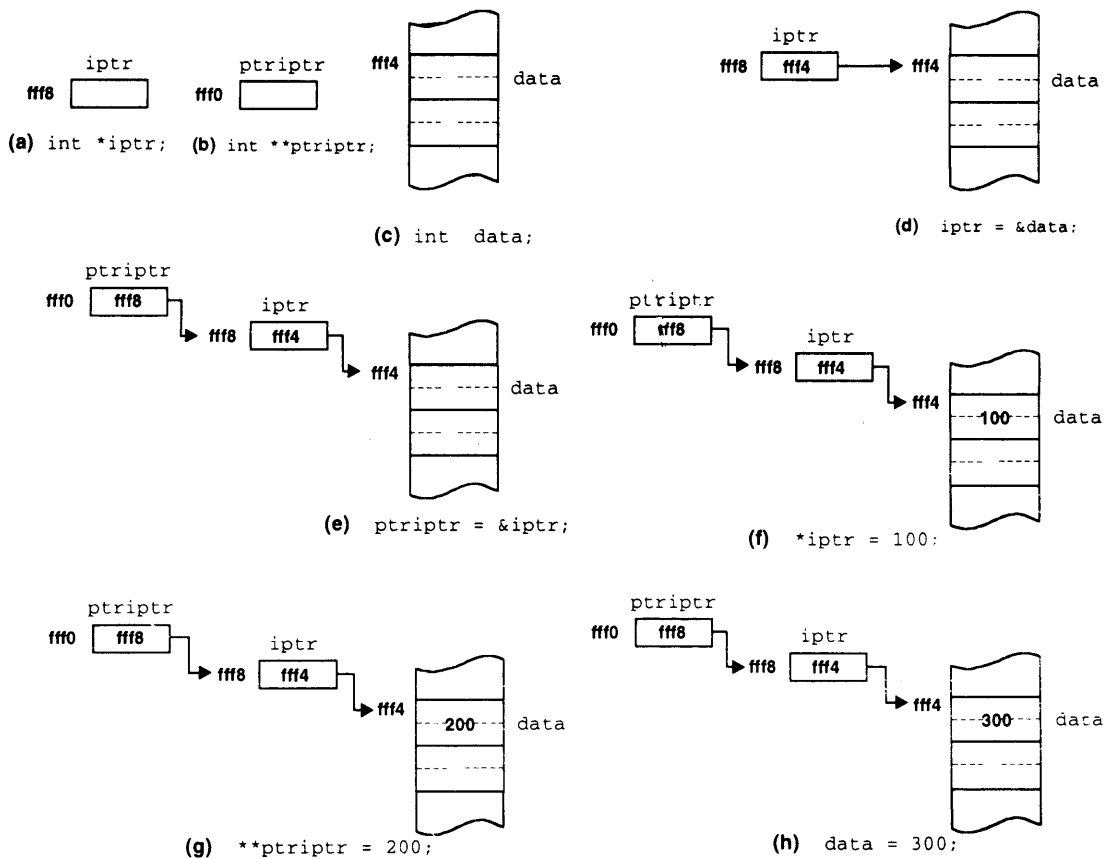 iptr
fff8
(a) int *iptr;
ptriptr
fff0
(b) int **ptriptr;
fff4
data
(c) int data;
iptr
fff8 fff4 fff4
data
(d) iptr = &data;
ptriptr
fff0 fff8
iptr
fff8 fff4
fff4
data
(e) ptriptr = &iptr;
ptriptr
fff0 fff8
iptr
fff8 fff4
fff4
100 data
(f) *iptr = 100;
ptriptr
fff0 fff8
iptr
fff8 fff4
fff4
200 data
(g) **ptriptr = 200;
ptriptr
fff0 fff8
iptr
fff8 fff4
fff4
300 data
(h) data = 300;